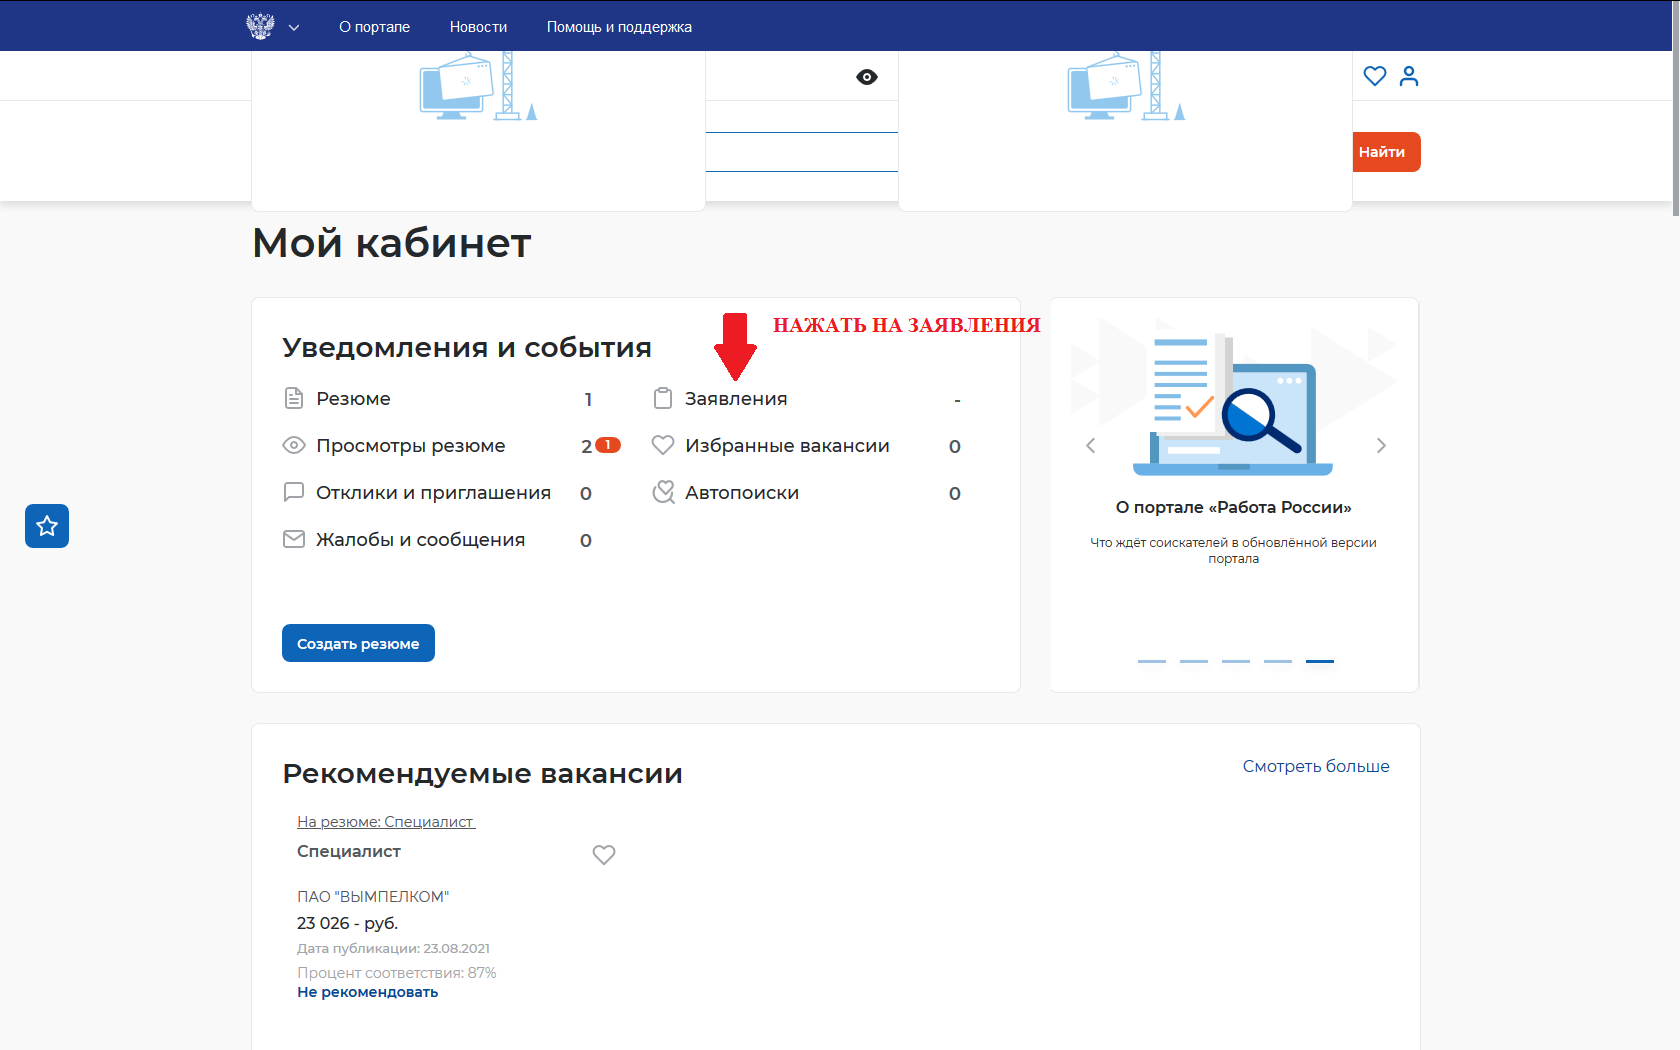 О портале
Новости
Помощь и поддержка
Найти
Мой кабинет
НАЖАТЬ НА ЗАЯВЛЕНИЯ
Уведомления и события
Резюме 1
Просмотры резюме 2 1
Отклики и приглашения 0
Жалобы и сообщения 0
Заявления -
Избранные вакансии 0
Автопоиски 0
Создать резюме
О портале «Работа России»
Что ждёт соискателей в обновлённой версии
портала
Рекомендуемые вакансии
Смотреть больше
На резюме: Специалист
Специалист
ПАО "ВЫМПЕЛКОМ"
23 026 - руб.
Дата публикации: 23.08.2021
Процент соответствия: 87%
Не рекомендовать